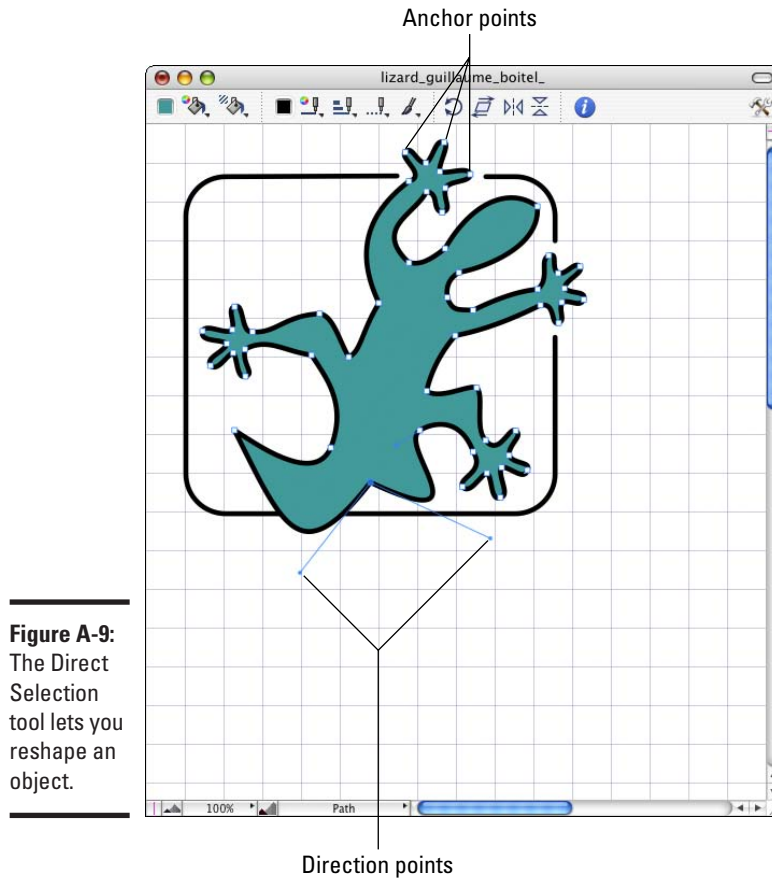 Anchor points
lizard_guillaume_boitel_
Figure A-9:
The Direct
Selection
tool lets you
reshape an
object.
100%
Path
Direction points